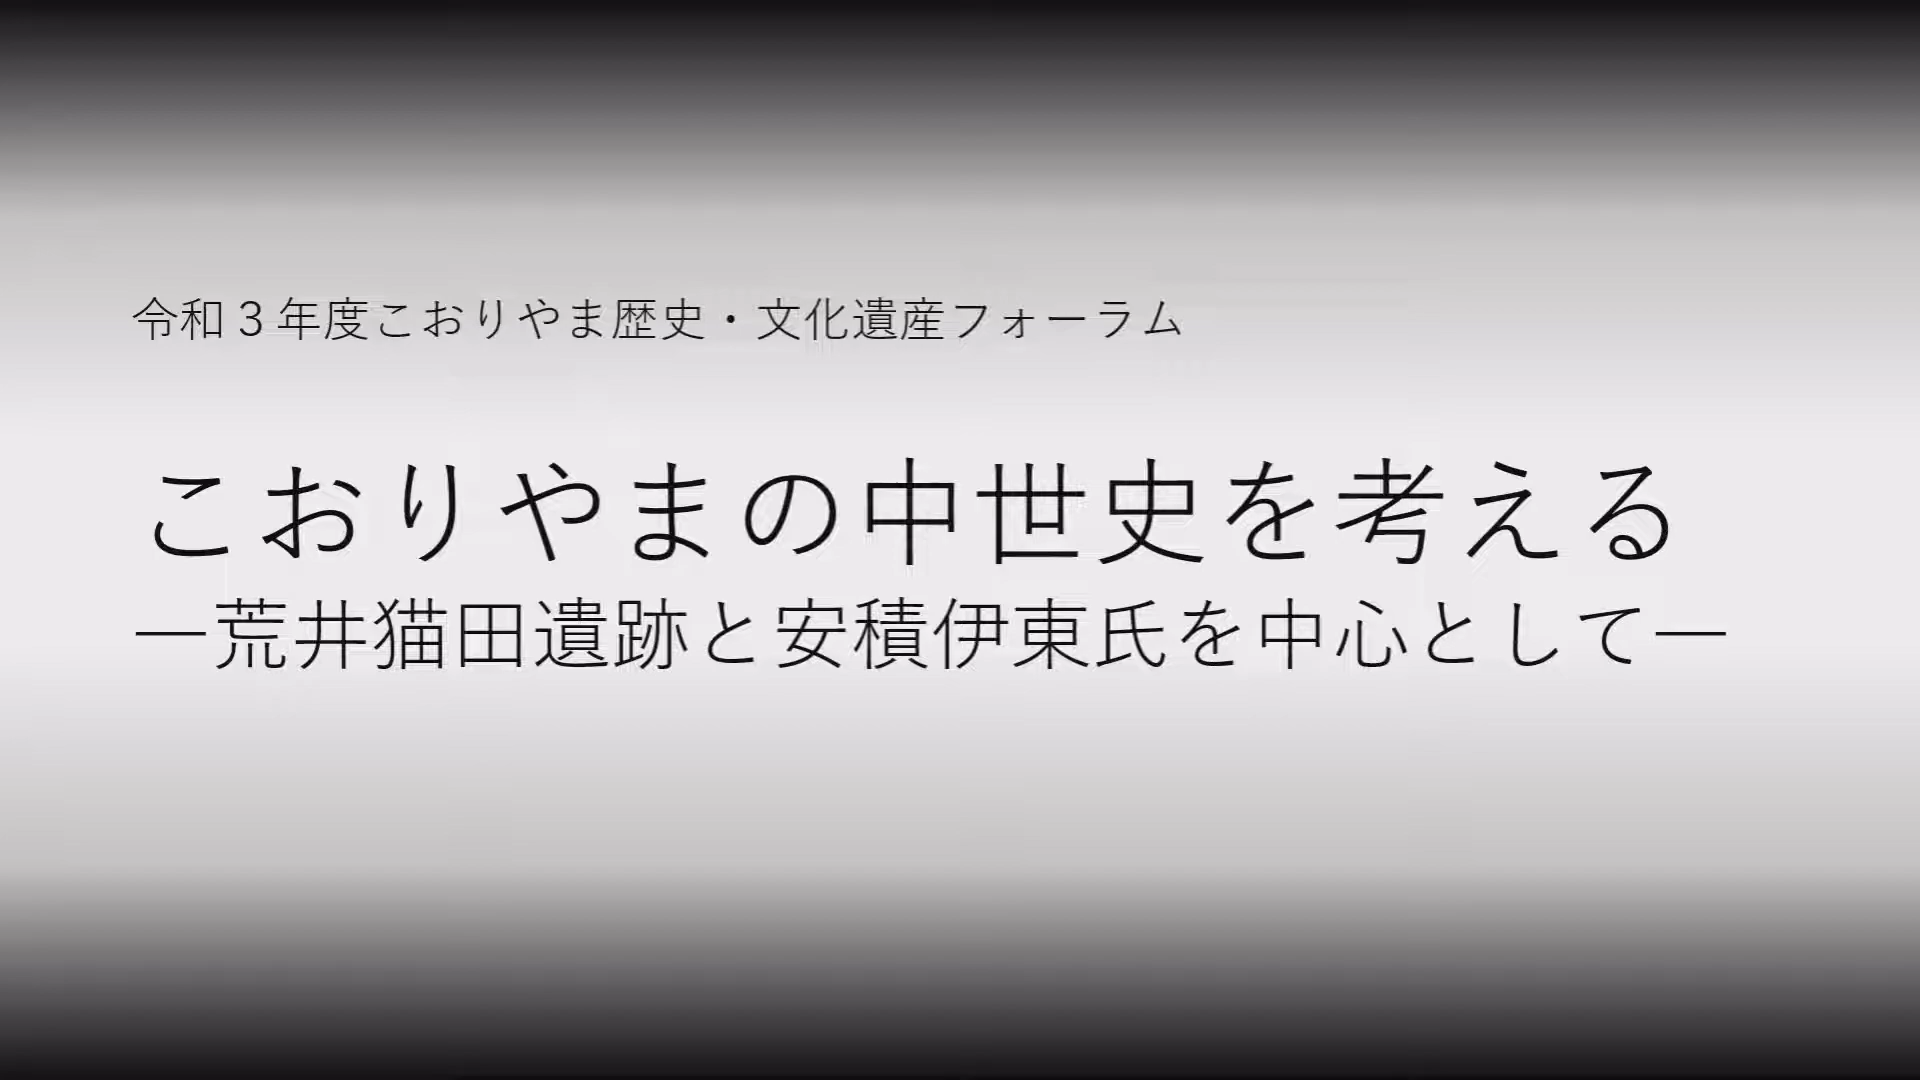 令和３年度こおりやま歴史・文化遺産フォーラム
こおりやまの中世史を考える
―荒井猫田遺跡と安積伊東氏を中心として―